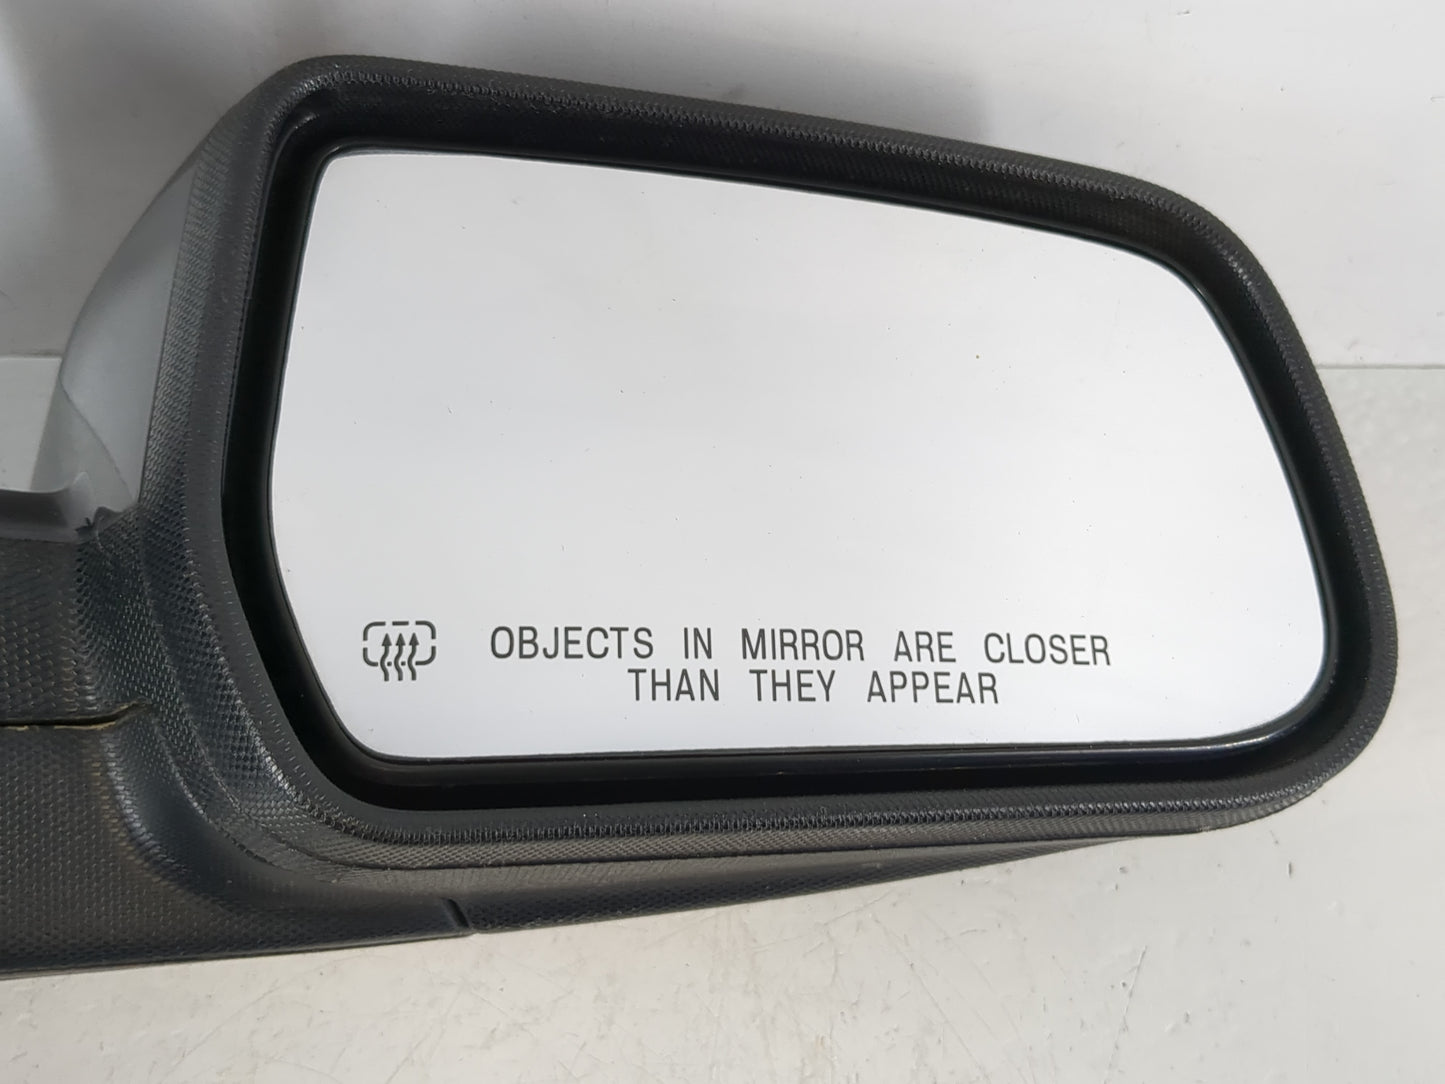 OBJECTS IN MIRROR ARE CLOSER
THAN THEY APPEAR